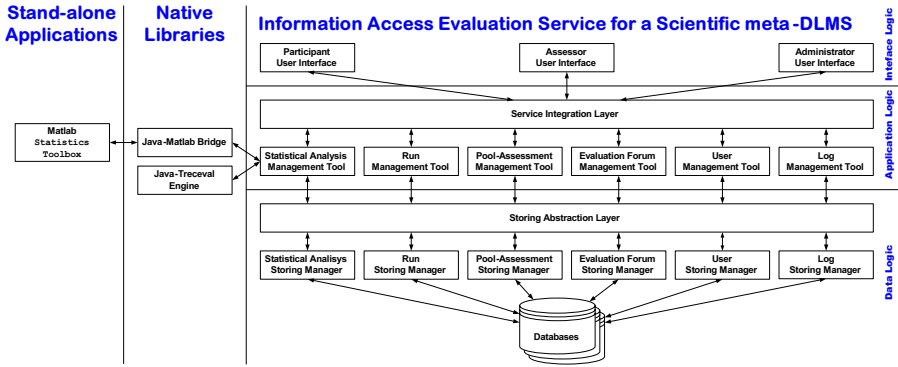 Stand-alone
Applications
Native
Libraries
Information Access Evaluation Service for a Scientific meta -DLMS
Inteface Logic
Participant
User Interface
Assessor
User Interface
Administrator
User Interface
Application Logic
Service Integration Layer
Matlab
Statistics
Toolbox
Java-Matlab Bridge
Java-Treceval
Engine
Statistical Analysis
Management Tool
Run
Management Tool
Pool-Assessment
Management Tool
Evaluation Forum
Management Tool
User
Management Tool
Log
Management Tool
Data Logic
Storing Abstraction Layer
Statistical Analisys
Storing Manager
Run
Storing Manager
Pool-Assessment
Storing Manager
Evaluation Forum
Storing Manager
User
Storing Manager
Log
Storing Manager
Databases